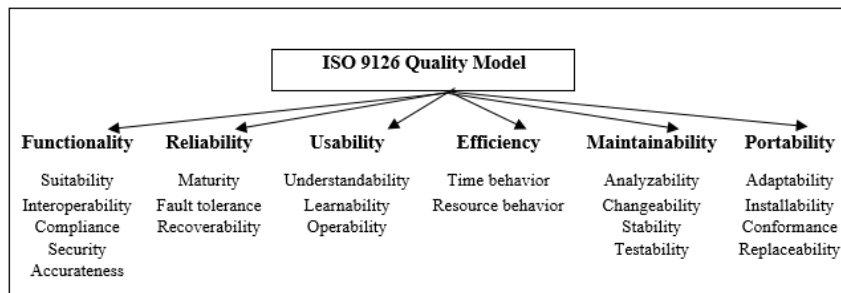 ISO 9126 Quality Model
Functionality Reliability Usability Efficiency Maintainability Portability
Suitability Maturity Understandability Time behavior Analyzability Adaptability
Interoperability Fault tolerance Learnability Resource behavior Changeability Installability
Compliance Recoverability Operability Stability Conformance
Security Testability Replaceability
Accurateness